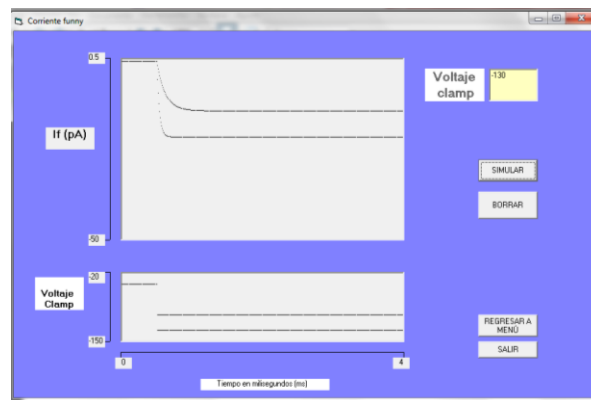 Corriente funny
0.5
Voltaje
clamp
-130
If (pA)
SIMULAR
BORRAR
-50
-20
Voltaje
Clamp
-150
REGRESAR A
MENÚ
SALIR
0
4
Tiempo en milisegundos (ms)